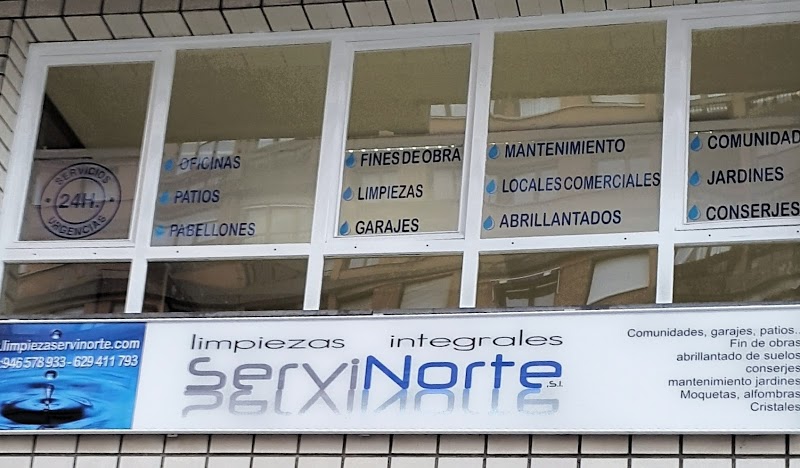 SERVICIOS
24H.
URGENCIAS
OFICINAS
PATIOS
PABELLONES
FINES DE OBRA
LIMPIEZAS
GARAJES
MANTENIMIENTO
LOCALES COMERCIALES
ABRILLANTADOS
COMUNIDAD
JARDINES
CONSERJES
.limpiezaservinorte.com
946 578 933 - 629 411 793
limpiezas integrales
ServiNorte S.l.
Comunidades, garajes, patios..
Fin de obras
abrillantado de suelos
conserjes
mantenimiento jardines
Moquetas, alfombras
Cristales